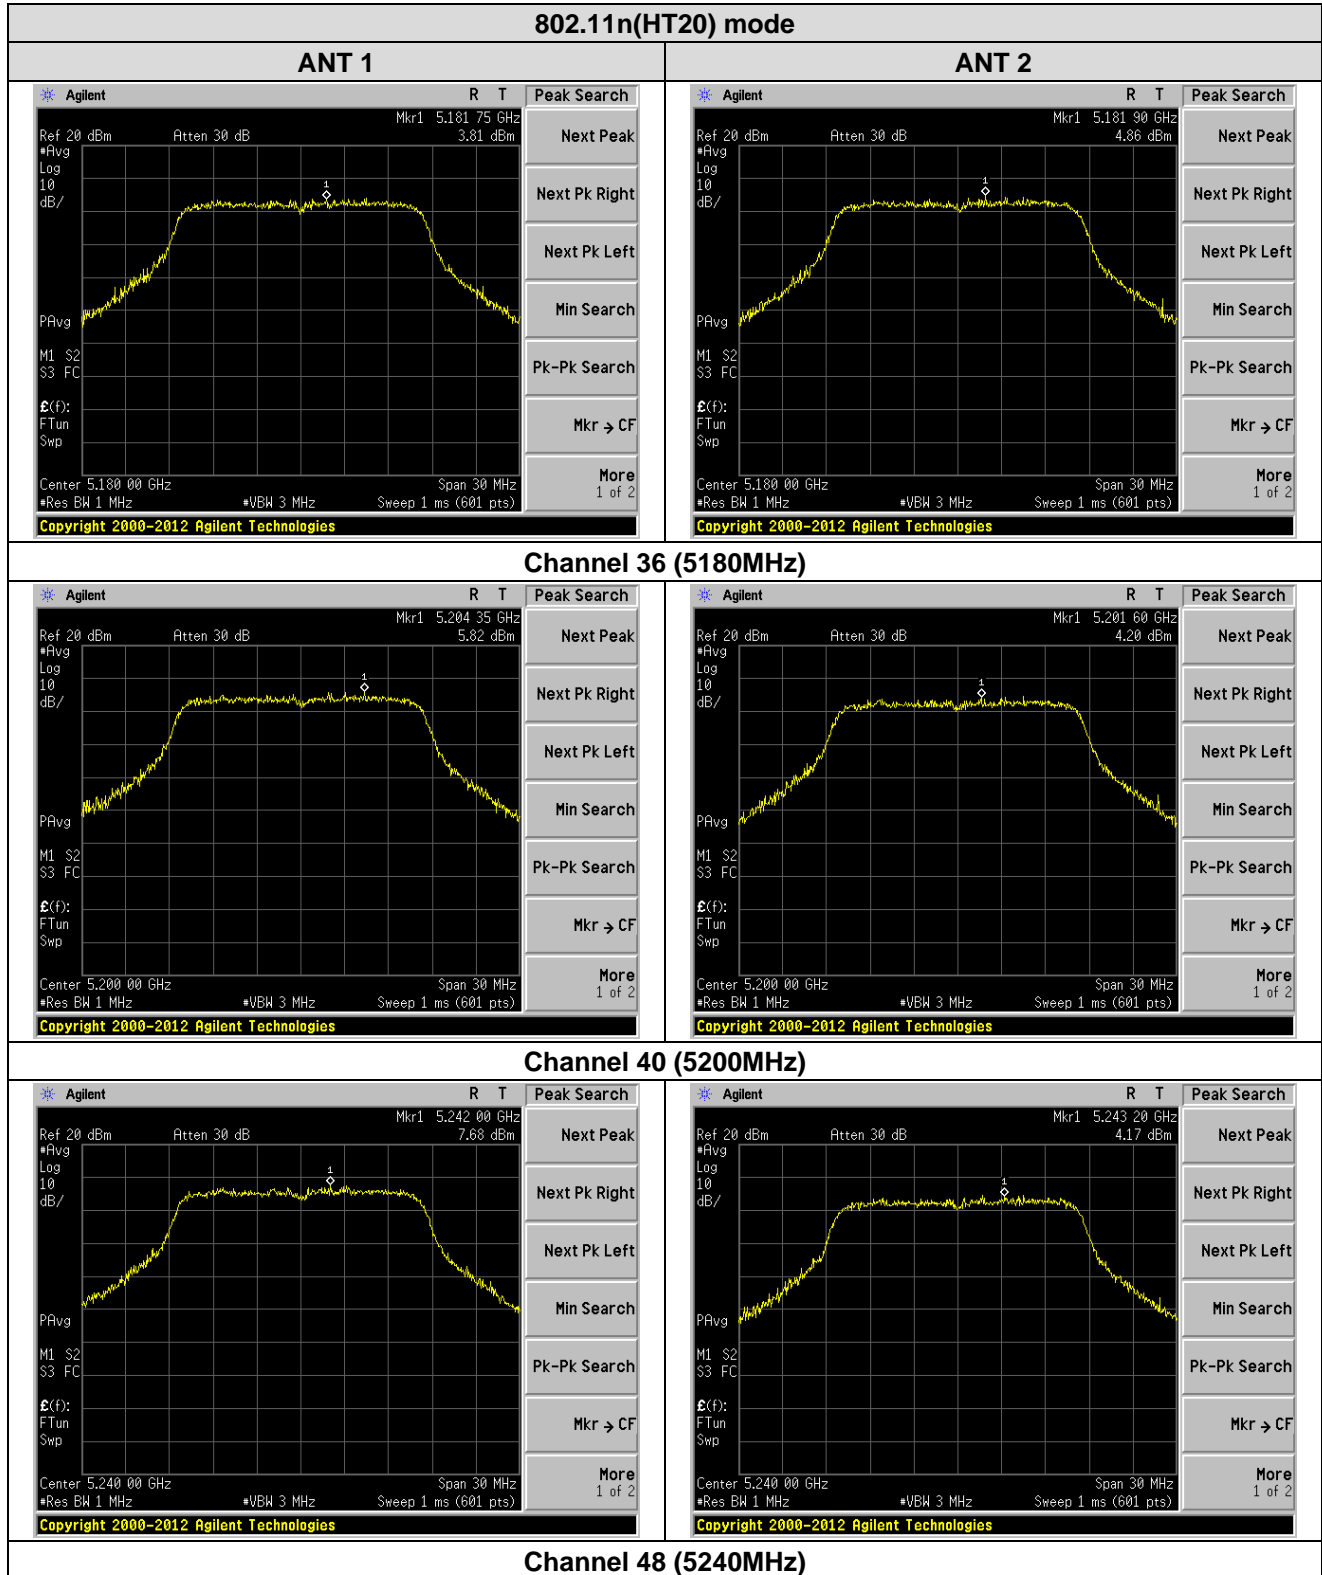 802.11n(HT20) mode
ANT 1
ANT 2
Agilent R T Peak Search
Mkr1 5.181 75 GHz
Ref 20 dBm Atten 30 dB 3.81 dBm
#Avg
Log
10
dB/
1
PAvg
M1 S2
S3 FC
£(f):
FTun
Swp
Center 5.180 00 GHz Span 30 MHz
#Res BW 1 MHz #VBW 3 MHz Sweep 1 ms (601 pts)
Copyright 2000-2012 Agilent Technologies
Next Peak
Next Pk Right
Next Pk Left
Min Search
Pk-Pk Search
Mkr → CF
More
1 of 2
Agilent R T Peak Search
Mkr1 5.181 90 GHz
Ref 20 dBm Atten 30 dB 4.86 dBm
#Avg
Log
10
dB/
1
PAvg
M1 S2
S3 FC
£(f):
FTun
Swp
Center 5.180 00 GHz Span 30 MHz
#Res BW 1 MHz #VBW 3 MHz Sweep 1 ms (601 pts)
Copyright 2000-2012 Agilent Technologies
Next Peak
Next Pk Right
Next Pk Left
Min Search
Pk-Pk Search
Mkr → CF
More
1 of 2
Channel 36 (5180MHz)
Agilent R T Peak Search
Mkr1 5.204 35 GHz
Ref 20 dBm Atten 30 dB 5.82 dBm
#Avg
Log
10
dB/
1
PAvg
M1 S2
S3 FC
£(f):
FTun
Swp
Center 5.200 00 GHz Span 30 MHz
#Res BW 1 MHz #VBW 3 MHz Sweep 1 ms (601 pts)
Copyright 2000-2012 Agilent Technologies
Next Peak
Next Pk Right
Next Pk Left
Min Search
Pk-Pk Search
Mkr → CF
More
1 of 2
Agilent R T Peak Search
Mkr1 5.201 60 GHz
Ref 20 dBm Atten 30 dB 4.20 dBm
#Avg
Log
10
dB/
1
PAvg
M1 S2
S3 FC
£(f):
FTun
Swp
Center 5.200 00 GHz Span 30 MHz
#Res BW 1 MHz #VBW 3 MHz Sweep 1 ms (601 pts)
Copyright 2000-2012 Agilent Technologies
Next Peak
Next Pk Right
Next Pk Left
Min Search
Pk-Pk Search
Mkr → CF
More
1 of 2
Channel 40 (5200MHz)
Agilent R T Peak Search
Mkr1 5.242 00 GHz
Ref 20 dBm Atten 30 dB 7.68 dBm
#Avg
Log
10
dB/
1
PAvg
M1 S2
S3 FC
£(f):
FTun
Swp
Center 5.240 00 GHz Span 30 MHz
#Res BW 1 MHz #VBW 3 MHz Sweep 1 ms (601 pts)
Copyright 2000-2012 Agilent Technologies
Next Peak
Next Pk Right
Next Pk Left
Min Search
Pk-Pk Search
Mkr → CF
More
1 of 2
Agilent R T Peak Search
Mkr1 5.243 20 GHz
Ref 20 dBm Atten 30 dB 4.17 dBm
#Avg
Log
10
dB/
1
PAvg
M1 S2
S3 FC
£(f):
FTun
Swp
Center 5.240 00 GHz Span 30 MHz
#Res BW 1 MHz #VBW 3 MHz Sweep 1 ms (601 pts)
Copyright 2000-2012 Agilent Technologies
Next Peak
Next Pk Right
Next Pk Left
Min Search
Pk-Pk Search
Mkr → CF
More
1 of 2
Channel 48 (5240MHz)